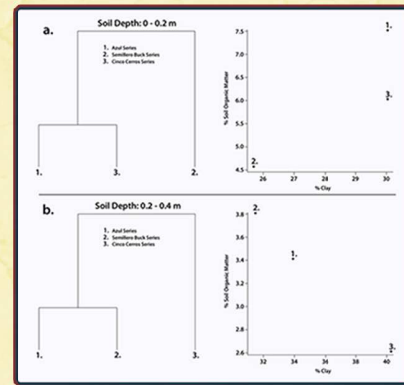 a.
Soil Depth: 0 - 0.2 m
1. Azul Series
2. Semillero Buck Series
3. Cinco Cerros Series
1. 3. 2.
7.5
7.0
6.5
6.0
5.5
5.0
4.5
% Soil Organic Matter
1.
3.
2.
26 27 28 29 30
% Clay
b.
Soil Depth: 0.2 - 0.4 m
1. Azul Series
2. Semillero Buck Series
3. Cinco Cerros Series
1. 2. 3.
3.8
3.6
3.4
3.2
3.0
2.8
2.6
% Soil Organic Matter
2.
1.
3.
32 34 36 38 40
% Clay